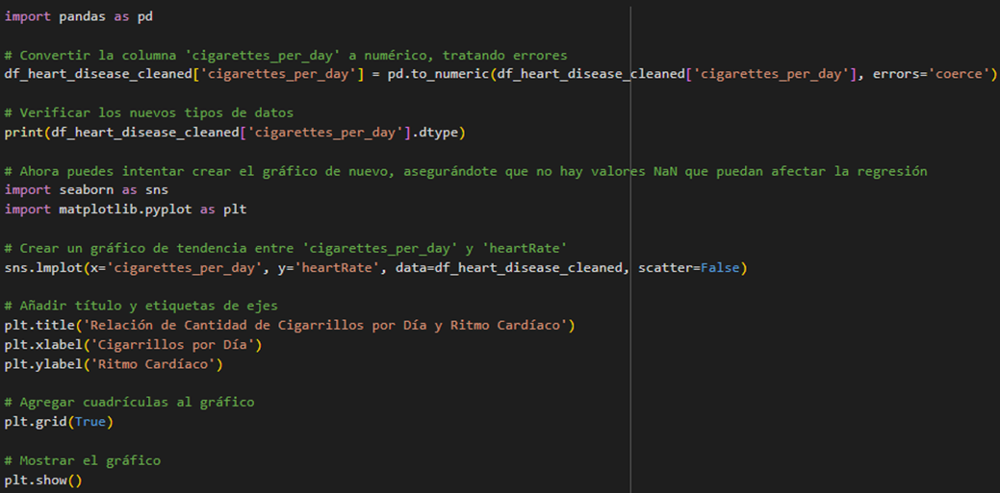 import pandas as pd
# Convertir la columna 'cigarettes_per_day' a numérico, tratando errores
df_heart_disease_cleaned['cigarettes_per_day'] = pd.to_numeric(df_heart_disease_cleaned['cigarettes_per_day'], errors='coerce')
# Verificar los nuevos tipos de datos
print(df_heart_disease_cleaned['cigarettes_per_day'].dtype)
# Ahora puedes intentar crear el gráfico de nuevo, asegurándote que no hay valores NaN que puedan afectar la regresión
import seaborn as sns
import matplotlib.pyplot as plt
# Crear un gráfico de tendencia entre 'cigarettes_per_day' y 'heartRate'
sns.lmplot(x='cigarettes_per_day', y='heartRate', data=df_heart_disease_cleaned, scatter=False)
# Añadir título y etiquetas de ejes
plt.title('Relación de Cantidad de Cigarrillos por Día y Ritmo Cardíaco')
plt.xlabel('Cigarrillos por Día')
plt.ylabel('Ritmo Cardíaco')
# Agregar cuadrículas al gráfico
plt.grid(True)
# Mostrar el gráfico
plt.show()